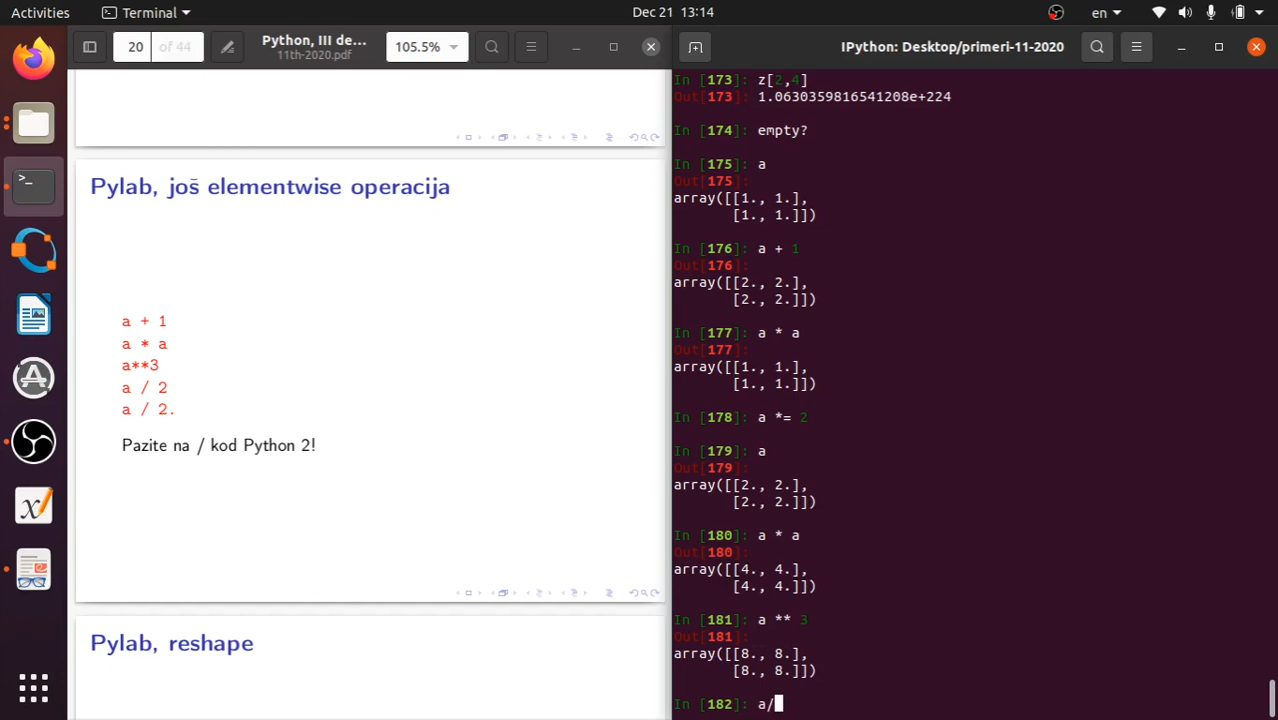 Activities
Terminal
Dec 21 13:14
en
20
of 44
Python, III de...
11th-2020.pdf
105.5%
Pylab, još elementwise operacija
a + 1
a * a
a**3
a / 2
a / 2.
Pazite na / kod Python 2!
Pylab, reshape
IPython: Desktop/primeri-11-2020
In [173]: z[2,4]
Out[173]: 1.0630359816541208e+224
In [174]: empty?
In [175]: a
Out[175]:
array([[1., 1.],
[1., 1.]])
In [176]: a + 1
Out[176]:
array([[2., 2.],
[2., 2.]])
In [177]: a * a
Out[177]:
array([[1., 1.],
[1., 1.]])
In [178]: a *= 2
In [179]: a
Out[179]:
array([[2., 2.],
[2., 2.]])
In [180]: a * a
Out[180]:
array([[4., 4.],
[4., 4.]])
In [181]: a ** 3
Out[181]:
array([[8., 8.],
[8., 8.]])
In [182]: a/